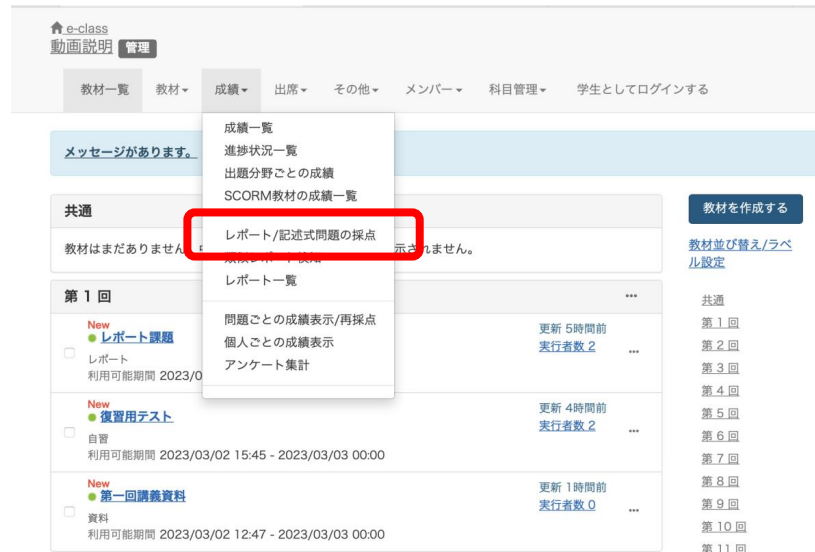 e-class
動画説明 管理
教材一覧 教材 成績 出席 その他 メンバー 科目管理 学生としてログインする
メッセージがあります。
成績一覧
進捗状況一覧
出題分野ごとの成績
SCORM教材の成績一覧
レポート/記述式問題の採点
レポート一覧
問題ごとの成績表示/再採点
個人ごとの成績表示
アンケート集計
共通
教材はまだありません。 示されません。
第 1 回 ...
New
レポート課題
レポート
利用可能期間 2023/0
更新 5時間前
実行者数 2 ...
New
復習用テスト
自習
利用可能期間 2023/03/02 15:45 - 2023/03/03 00:00
更新 4時間前
実行者数 2 ...
New
第一回講義資料
資料
利用可能期間 2023/03/02 12:47 - 2023/03/03 00:00
更新 1時間前
実行者数 0 ...
教材を作成する
教材並び替え/ラベ
ル設定
共通
第 1 回
第 2 回
第 3 回
第 4 回
第 5 回
第 6 回
第 7 回
第 8 回
第 9 回
第 10 回
第 11 回